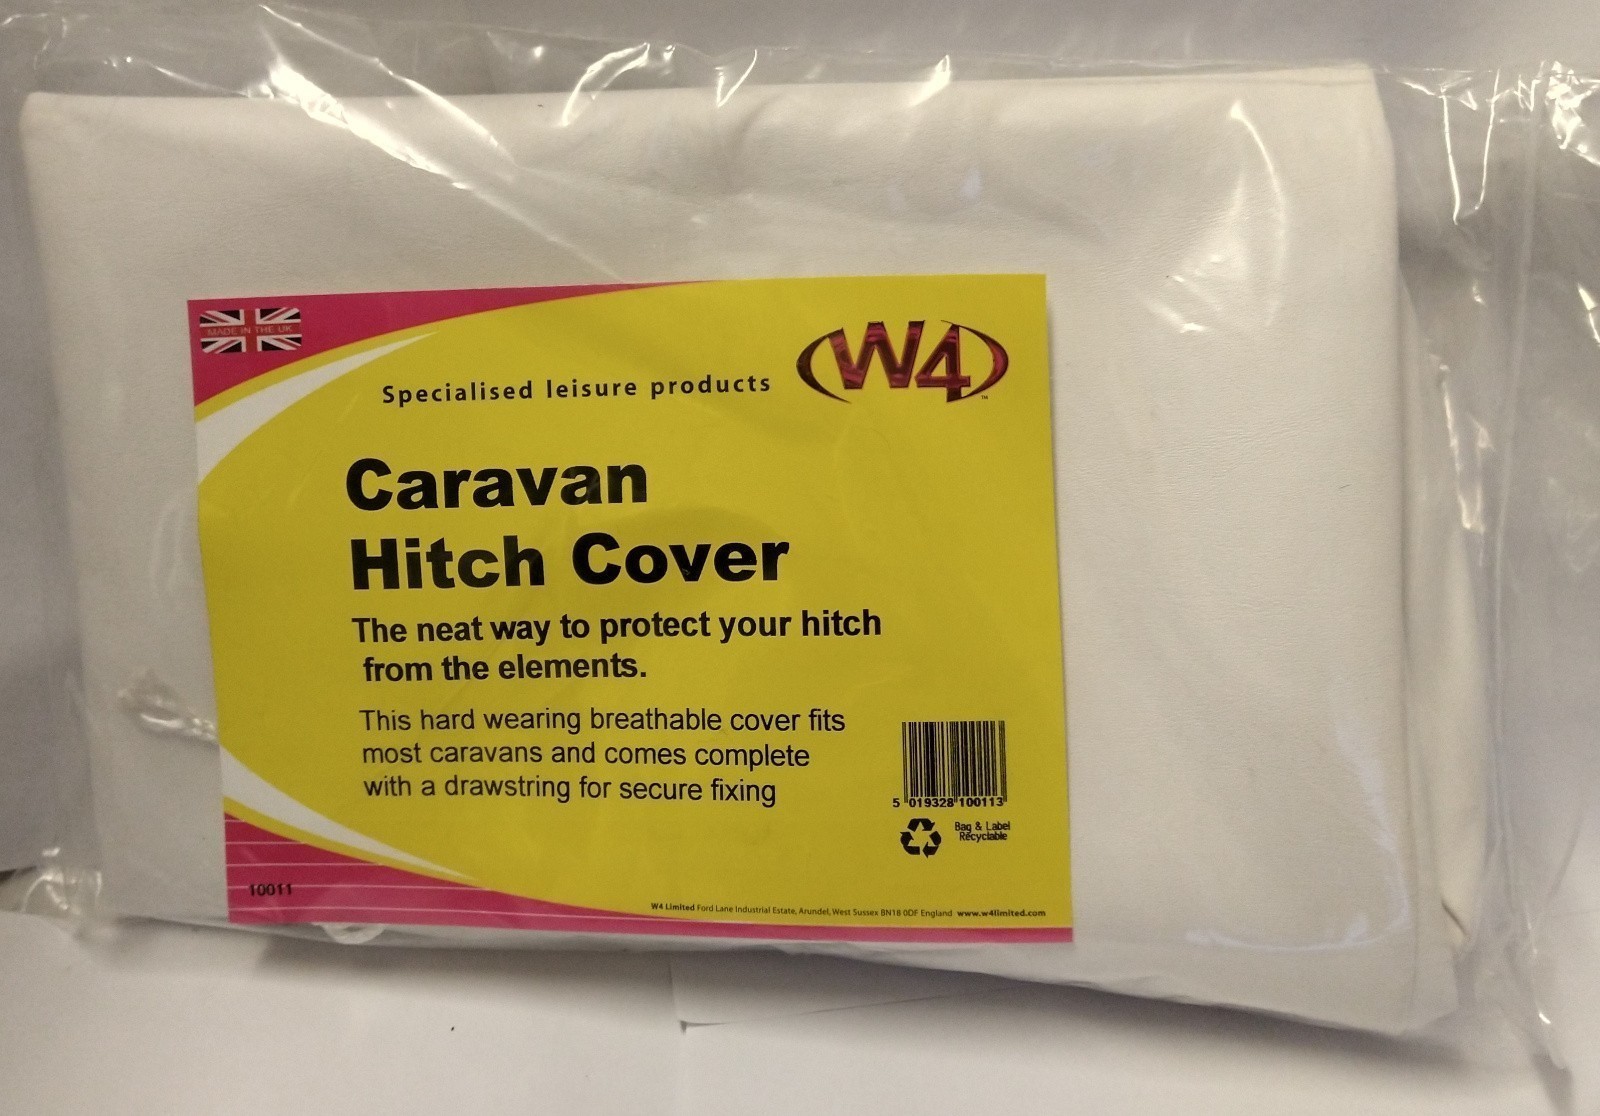 MADE IN THE UK
Specialised leisure products
W4
TM
Caravan
Hitch Cover
The neat way to protect your hitch
from the elements.
This hard wearing breathable cover fits
most caravans and comes complete
with a drawstring for secure fixing
5 019328 100113
Bag & Label
Recyclable
10011
W4 Limited Ford Lane Industrial Estate, Arundel, West Sussex BN18 0DF England www.w4limited.com